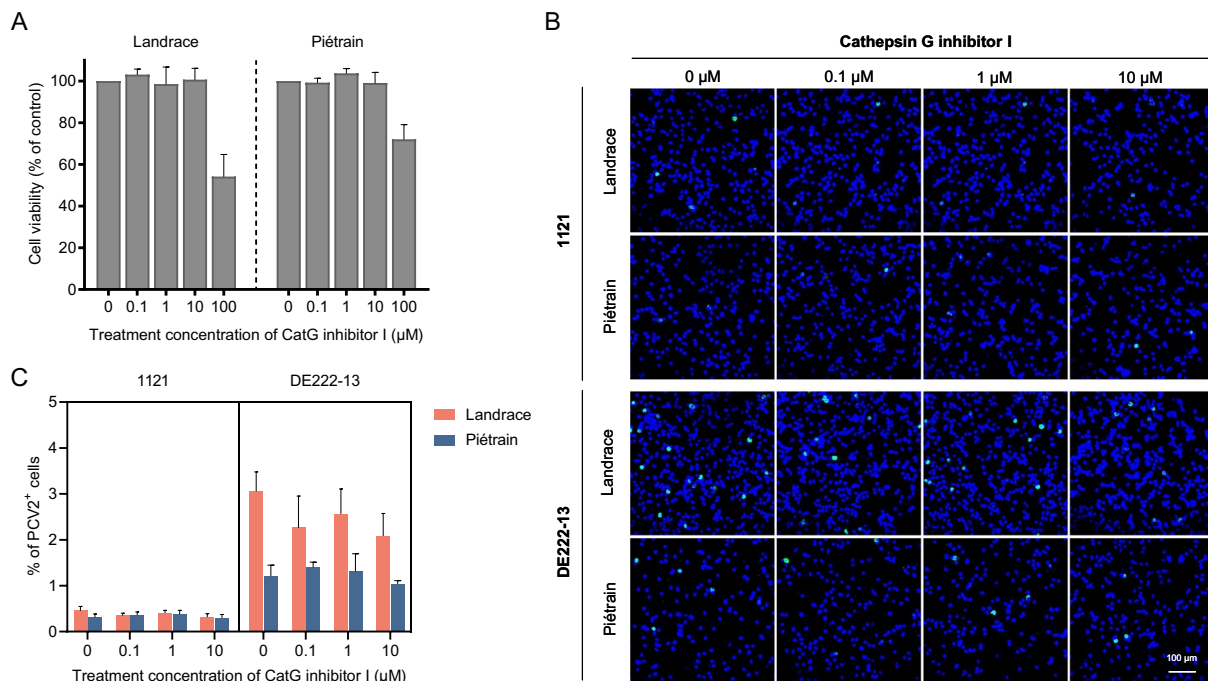 A
Landrace Piétrain
Cell viability (% of control)
100
80
60
40
20
0
0 0.1 1 10 100 0 0.1 1 10 100
Treatment concentration of CatG inhibitor I (µM)
B
Cathepsin G inhibitor I
0 µM 0.1 µM 1 µM 10 µM
1121
Landrace
Piétrain
DE222-13
Landrace
Piétrain
100 µm
C
1121 DE222-13
% of PCV2⁺ cells
5
4
3
2
1
0
0 0.1 1 10 0 0.1 1 10
Treatment concentration of CatG inhibitor I (µM)
Landrace
Piétrain